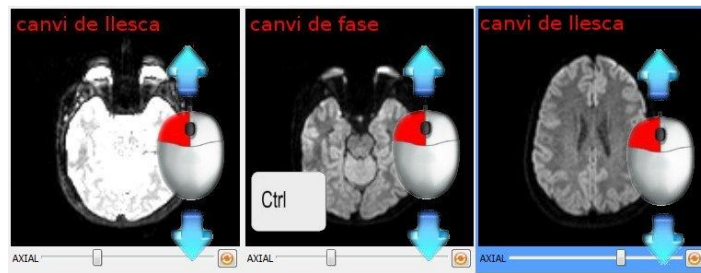 canvi de llesca
canvi de fase
canvi de llesca
Ctrl
AXIAL
AXIAL
AXIAL